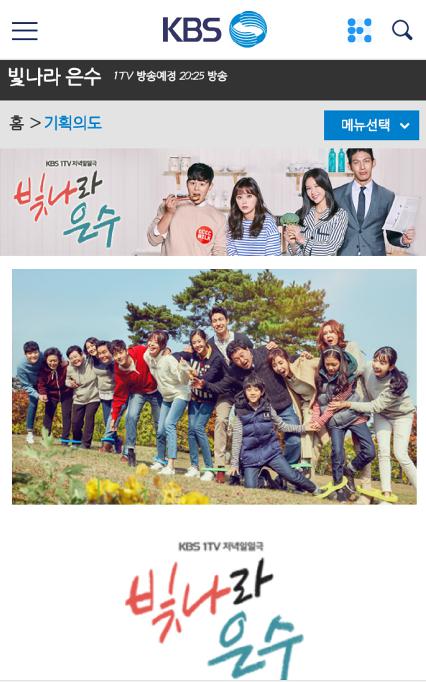 KBS
빛나라 은수 1TV 방송예정 20:25 방송
홈 > 기획의도
메뉴선택
KBS 1TV 저녁일일극
빛나라
은수
KBS 1TV 저녁일일극
빛나라
은수